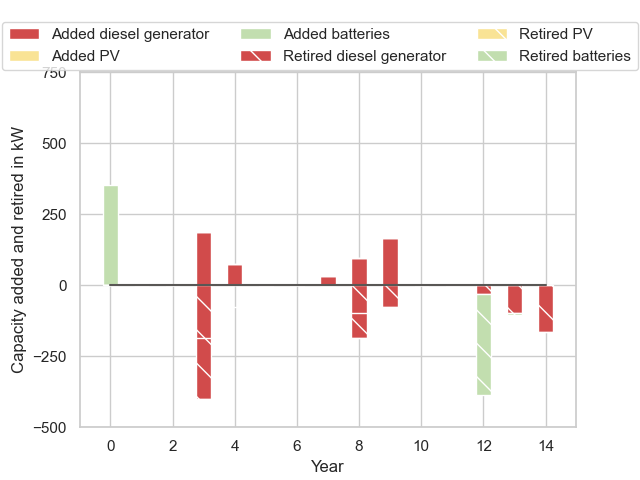 Added diesel generator Added batteries Retired PV
Added PV Retired diesel generator Retired batteries
750
500
250
0
−250
−500
Capacity added and retired in kW
0 2 4 6 8 10 12 14
Year